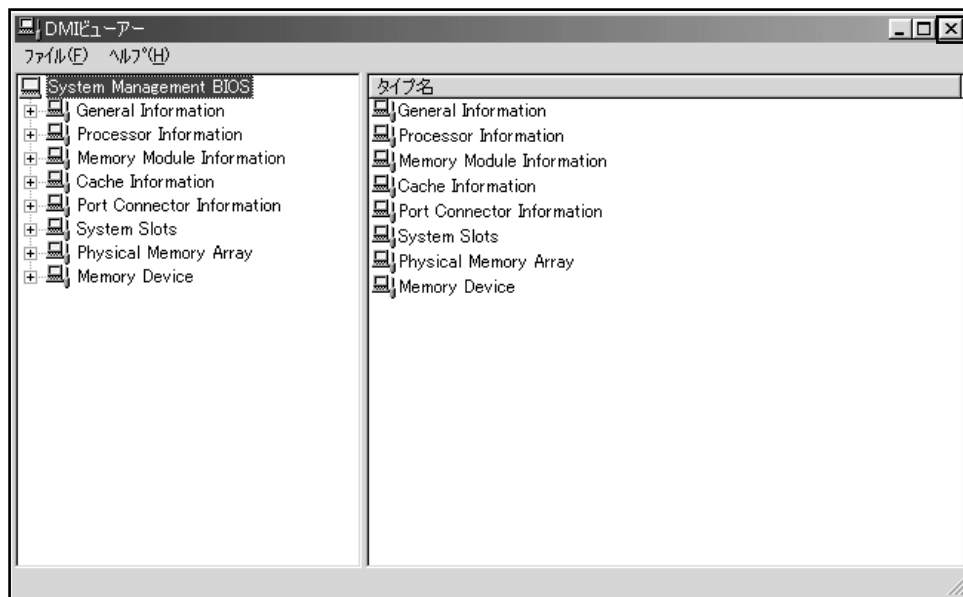 DMIビューアー
ファイル(F) ヘルプ(H)
System Management BIOS
General Information
Processor Information
Memory Module Information
Cache Information
Port Connector Information
System Slots
Physical Memory Array
Memory Device
タイプ名
General Information
Processor Information
Memory Module Information
Cache Information
Port Connector Information
System Slots
Physical Memory Array
Memory Device